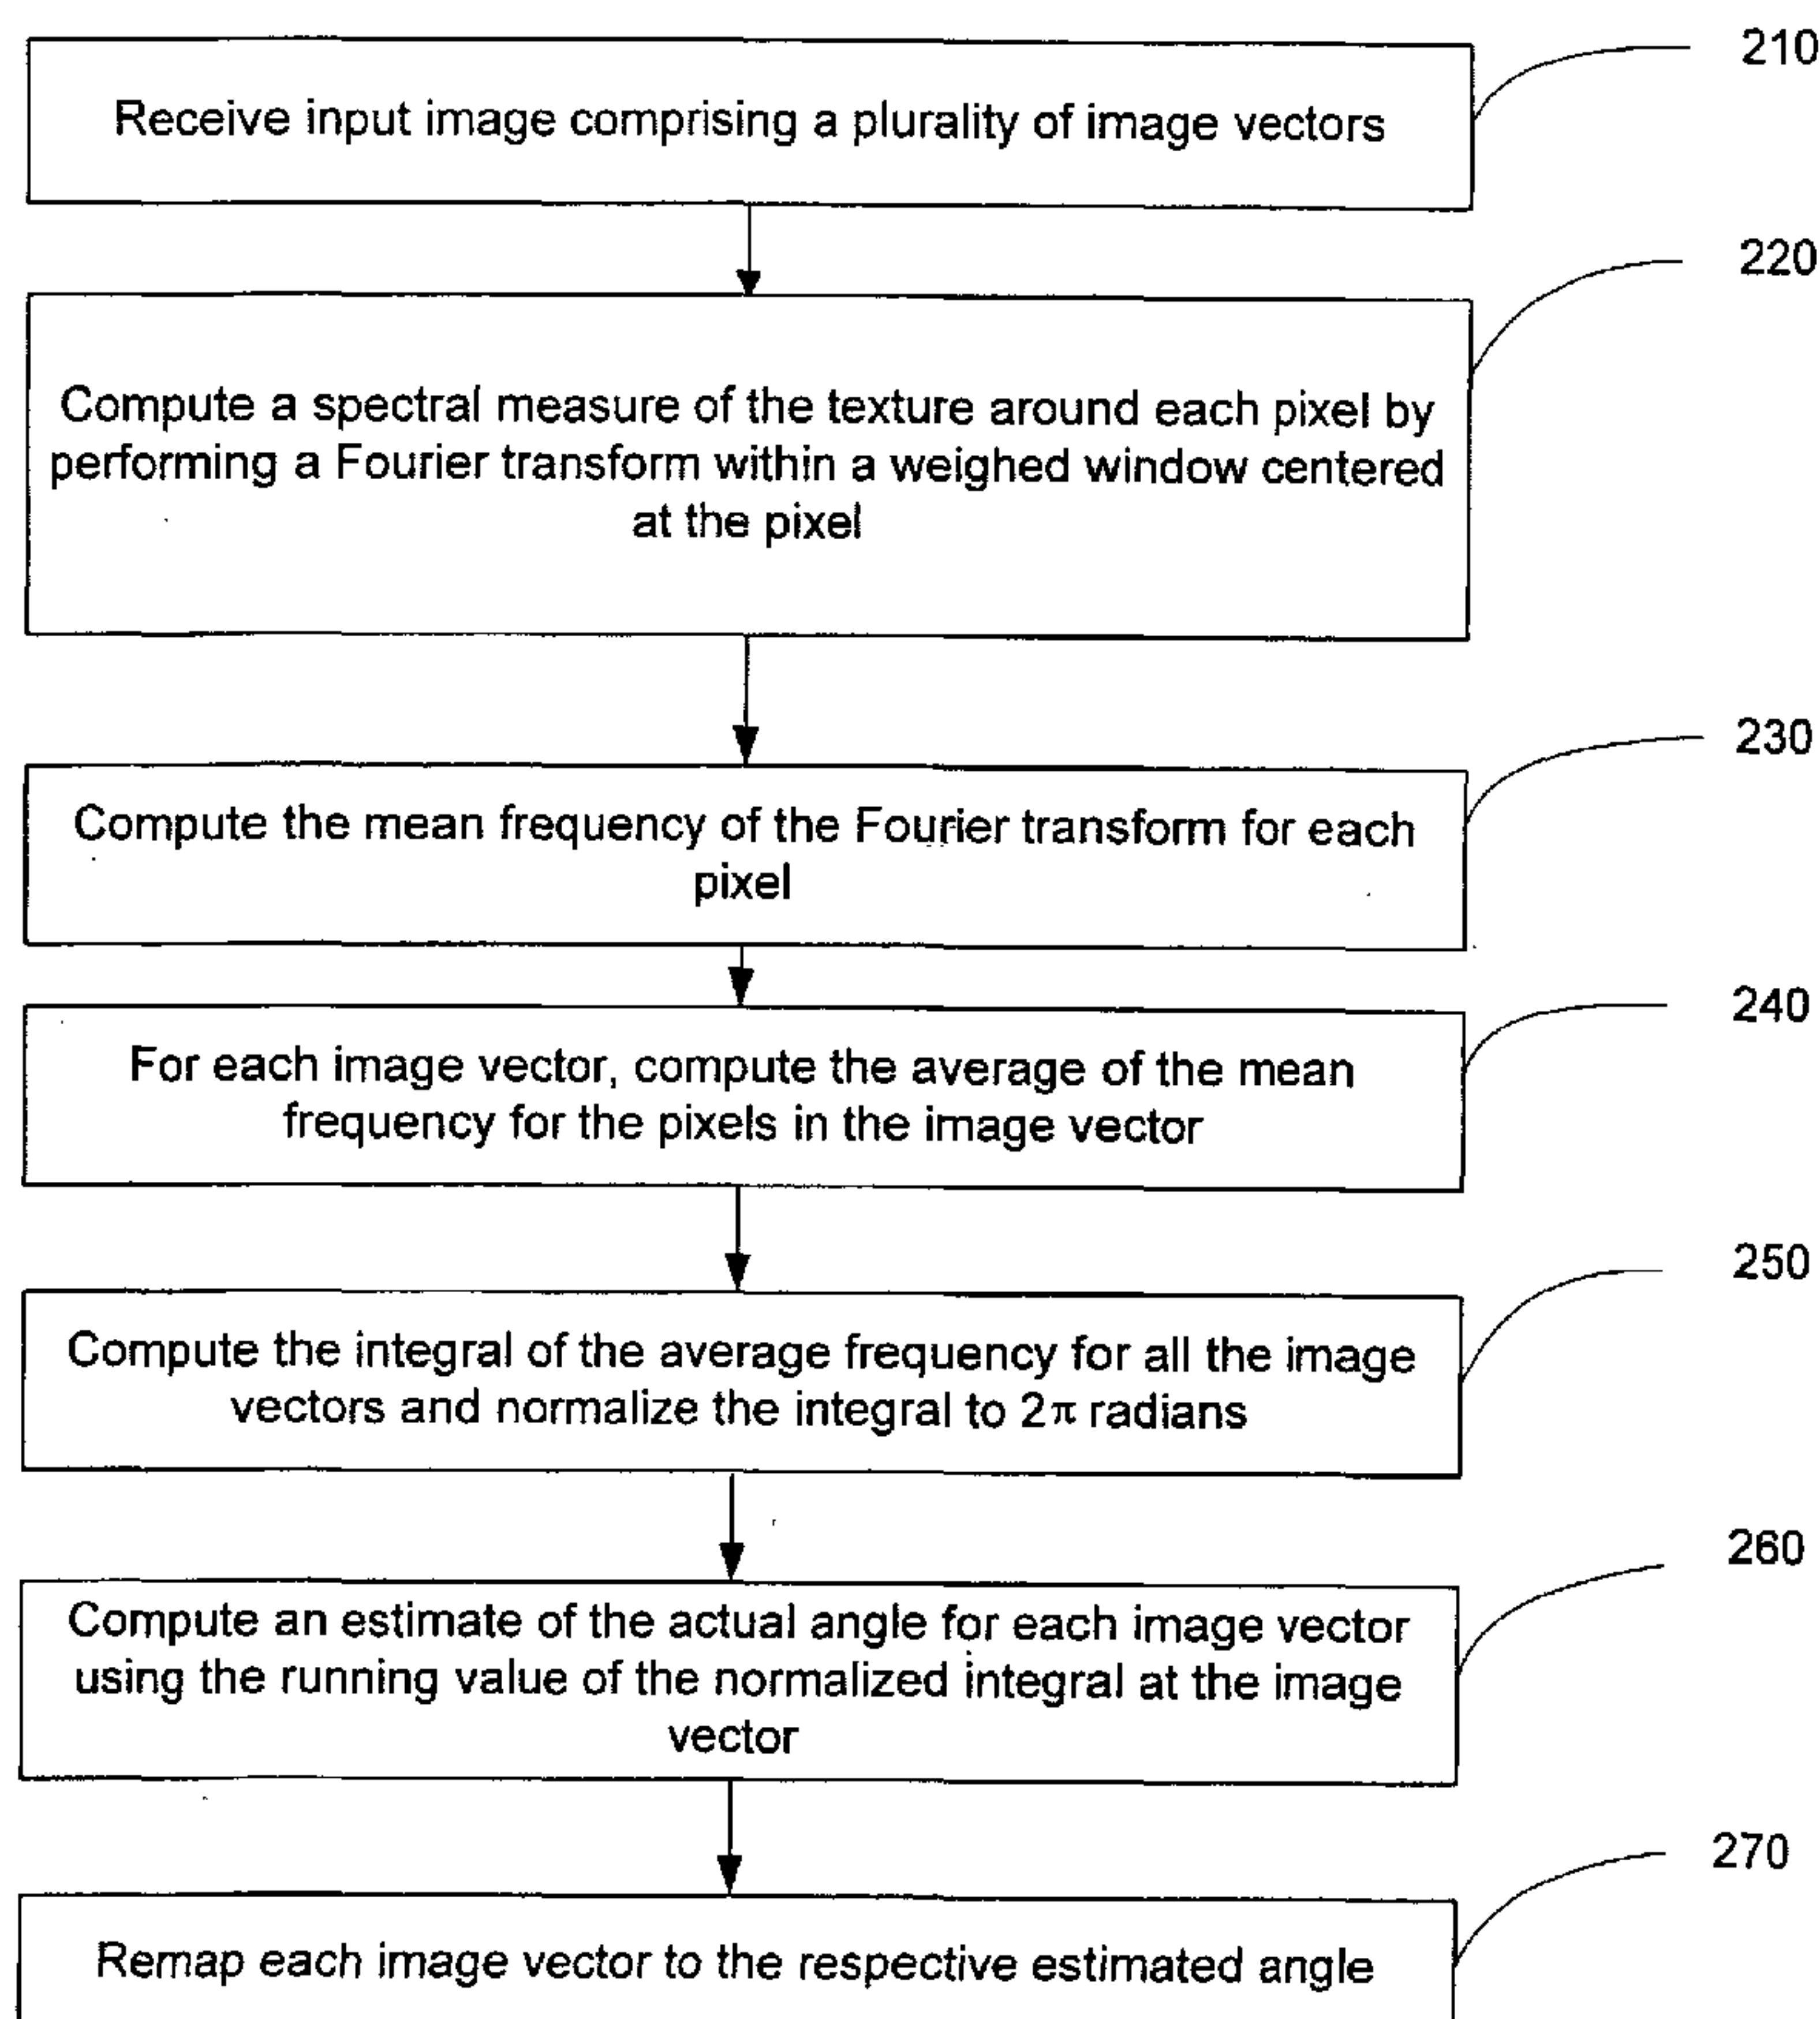 210
Receive input image comprising a plurality of image vectors
220
Compute a spectral measure of the texture around each pixel by
performing a Fourier transform within a weighed window centered
at the pixel
230
Compute the mean frequency of the Fourier transform for each
pixel
240
For each image vector, compute the average of the mean
frequency for the pixels in the image vector
250
Compute the integral of the average frequency for all the image
vectors and normalize the integral to 2π radians
260
Compute an estimate of the actual angle for each image vector
using the running value of the normalized integral at the image
vector
270
Remap each image vector to the respective estimated angle